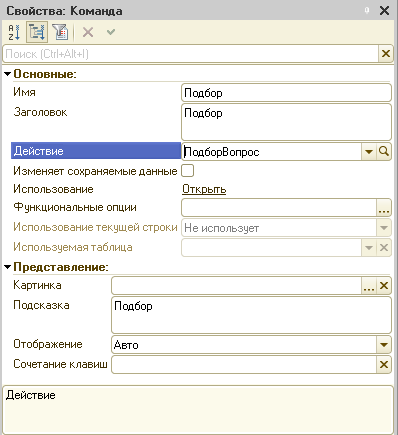 Свойства: Команда
Поиск (Ctrl+Alt+I)
Основные:
Имя Подбор
Заголовок Подбор
Действие ПодборВопрос
Изменяет сохраняемые данные
Использование Открыть
Функциональные опции ...
Использование текущей строки Не использует
Используемая таблица
Представление:
Картинка ...
Подсказка Подбор
Отображение Авто
Сочетание клавиш
Действие